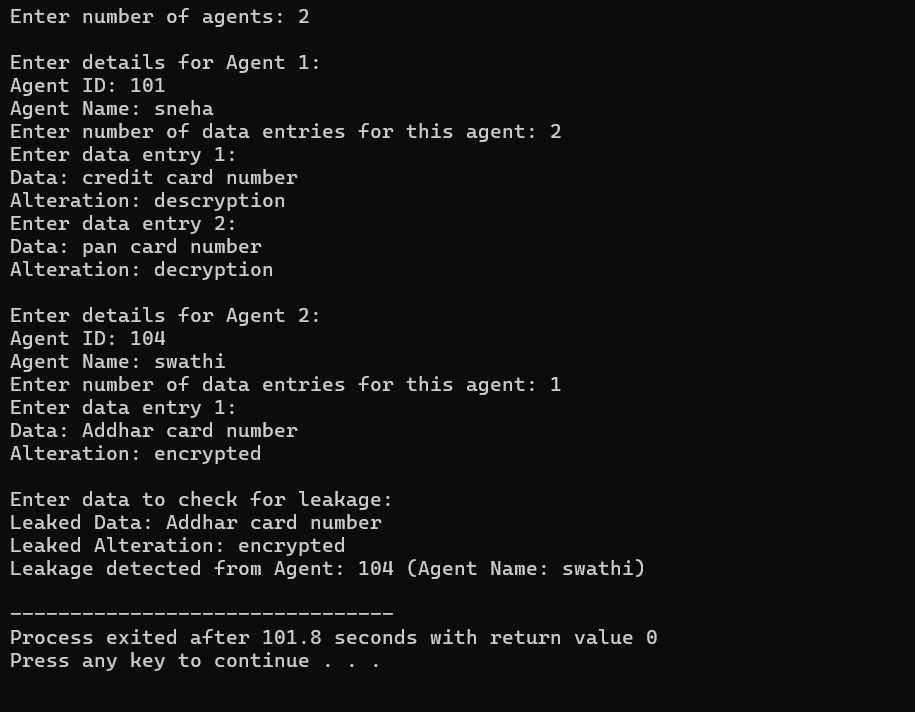 Enter number of agents: 2
Enter details for Agent 1:
Agent ID: 101
Agent Name: sneha
Enter number of data entries for this agent: 2
Enter data entry 1:
Data: credit card number
Alteration: descryption
Enter data entry 2:
Data: pan card number
Alteration: decryption
Enter details for Agent 2:
Agent ID: 104
Agent Name: swathi
Enter number of data entries for this agent: 1
Enter data entry 1:
Data: Addhar card number
Alteration: encrypted
Enter data to check for leakage:
Leaked Data: Addhar card number
Leaked Alteration: encrypted
Leakage detected from Agent: 104 (Agent Name: swathi)
--------------------------------
Process exited after 101.8 seconds with return value 0
Press any key to continue . . .